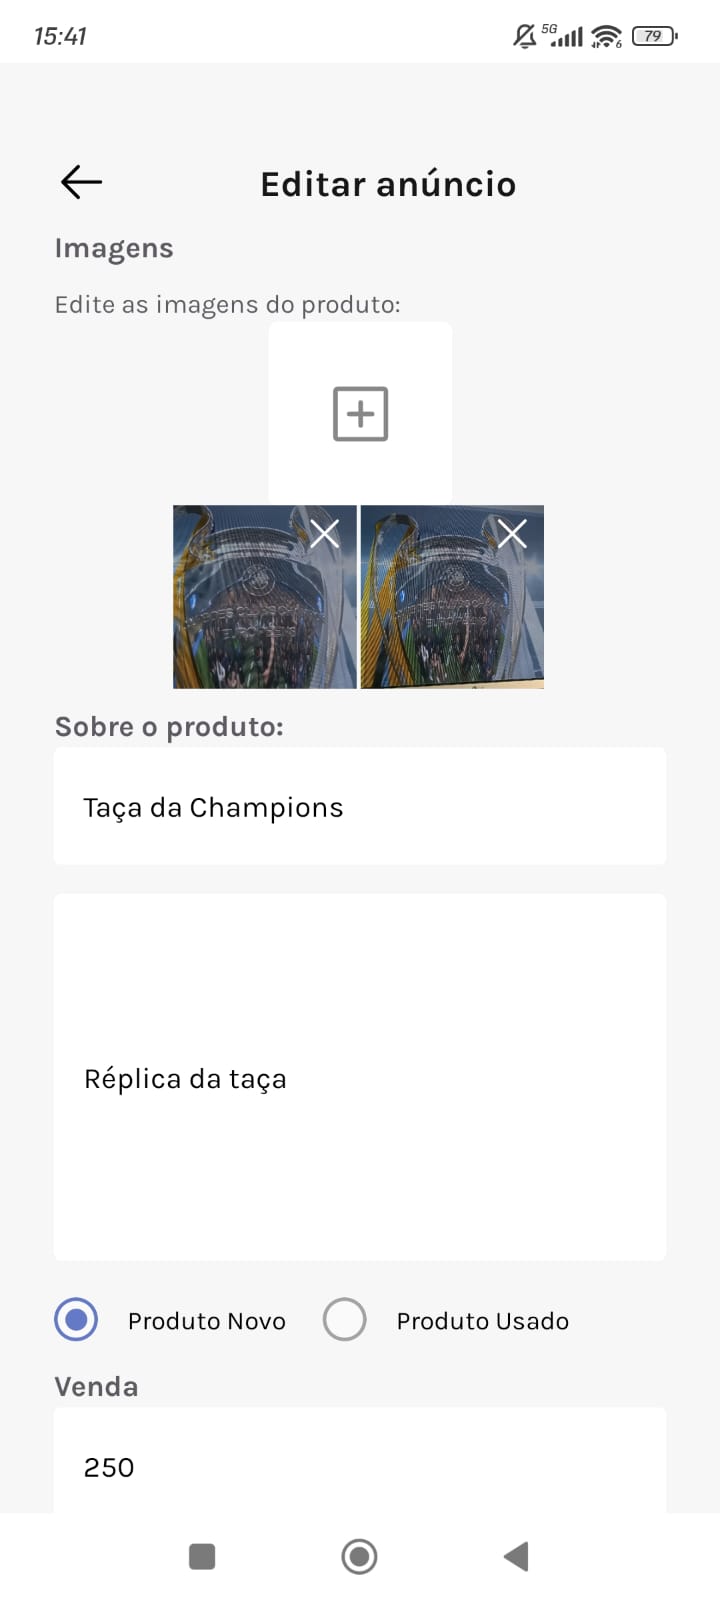 15:41
5G
6
79
Editar anúncio
Imagens
Edite as imagens do produto:
Sobre o produto:
Taça da Champions
Réplica da taça
Produto Novo
Produto Usado
Venda
250